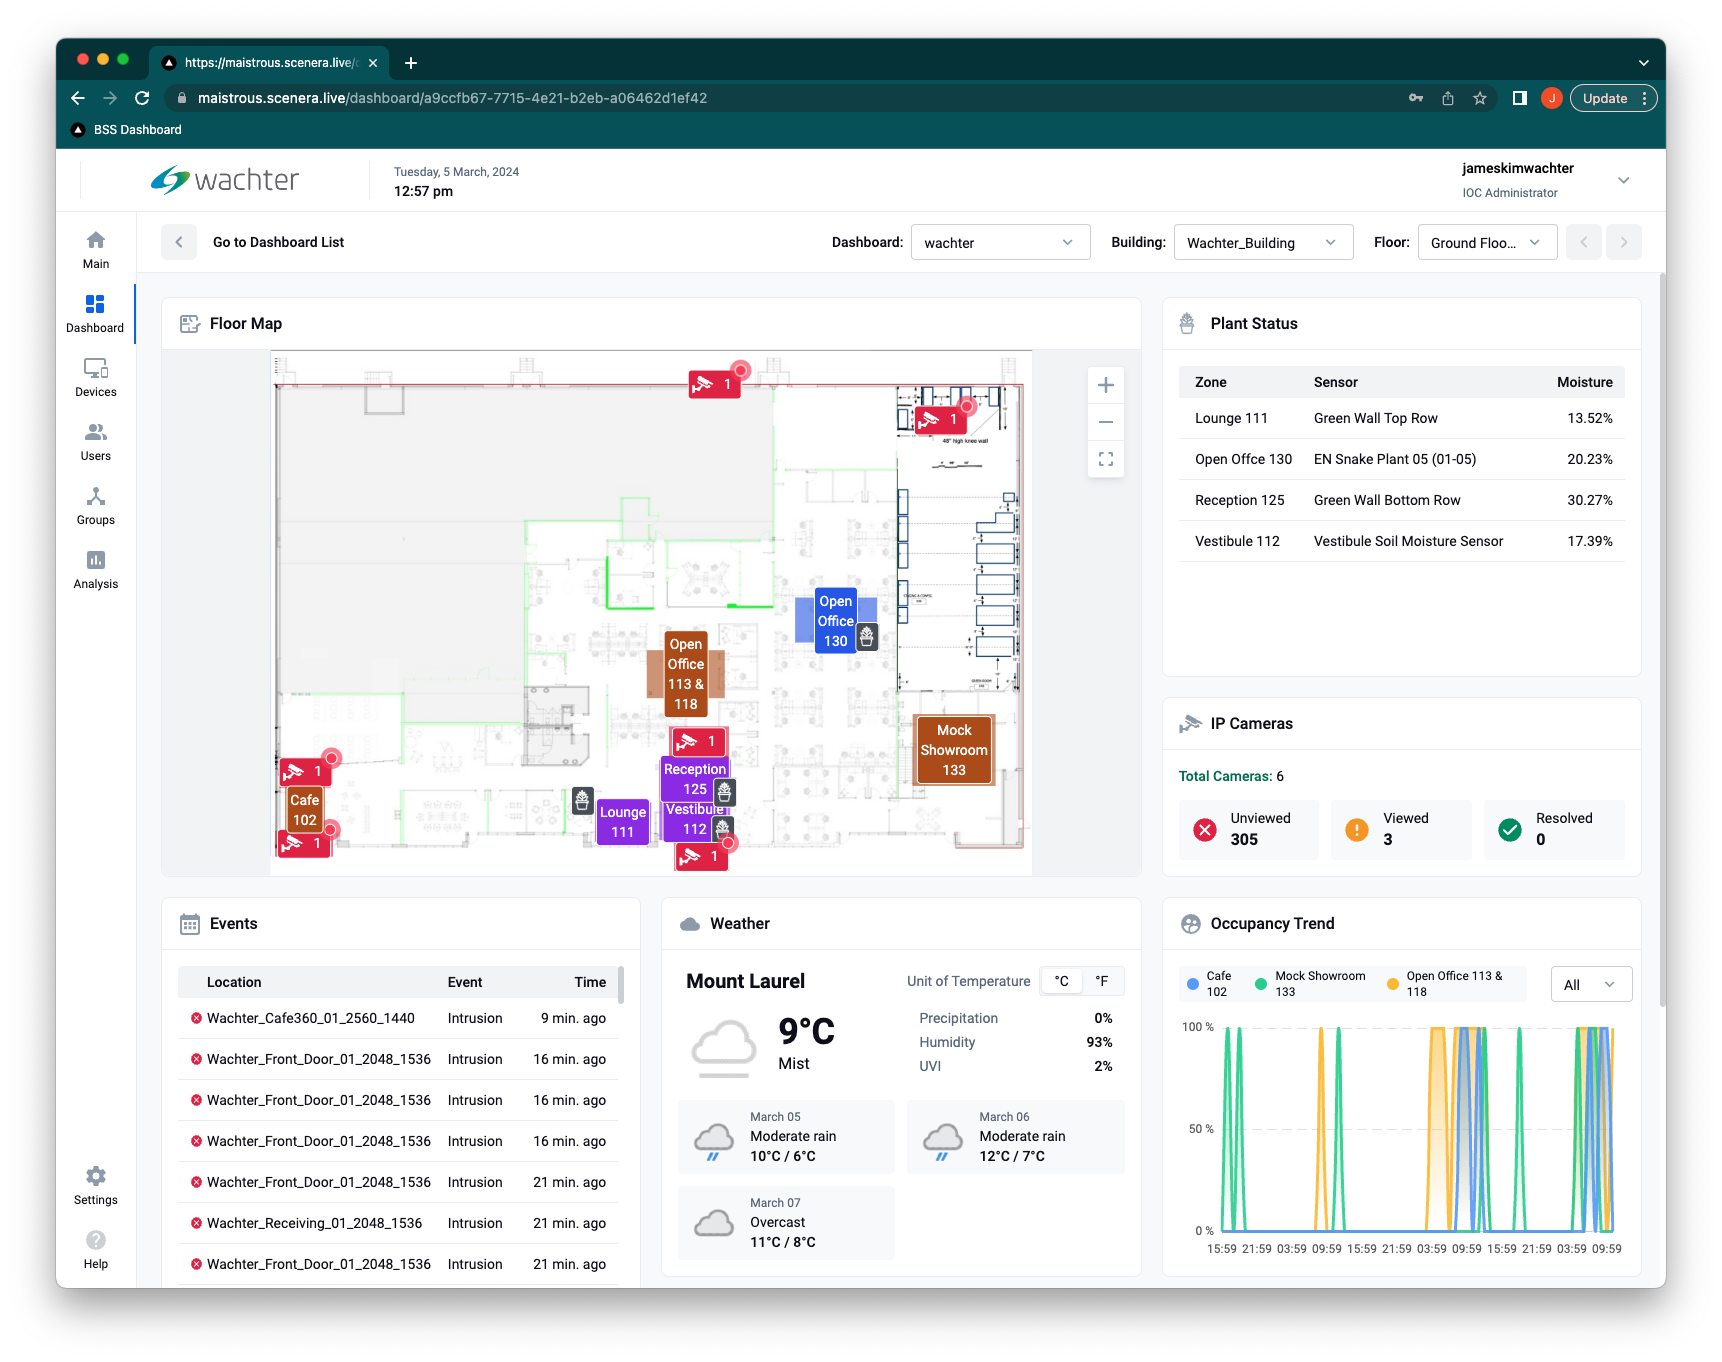 https://maistrous.scenera.live/
maistrous.scenera.live/dashboard/a9ccfb67-7715-4e21-b2eb-a06462d1ef42
J
Update
BSS Dashboard
wachter
Tuesday, 5 March, 2024
12:57 pm
jameskimwachter
IOC Administrator
Main
Dashboard
Devices
Users
Groups
Analysis
Settings
Help
Go to Dashboard List
Dashboard: wachter
Building: Wachter_Building
Floor: Ground Floo...
Floor Map
1
1
48" high knee wall
Open
Office
130
Open
Office
113 &
118
Mock
Showroom
133
1
Reception
125
Vestibule
112
1
Lounge
111
1
Cafe
102
1
Plant Status
Zone Sensor Moisture
Lounge 111 Green Wall Top Row 13.52%
Open Offce 130 EN Snake Plant 05 (01-05) 20.23%
Reception 125 Green Wall Bottom Row 30.27%
Vestibule 112 Vestibule Soil Moisture Sensor 17.39%
IP Cameras
Total Cameras: 6
Unviewed
305
Viewed
3
Resolved
0
Events
Location Event Time
Wachter_Cafe360_01_2560_1440 Intrusion 9 min. ago
Wachter_Front_Door_01_2048_1536 Intrusion 16 min. ago
Wachter_Front_Door_01_2048_1536 Intrusion 16 min. ago
Wachter_Front_Door_01_2048_1536 Intrusion 16 min. ago
Wachter_Front_Door_01_2048_1536 Intrusion 21 min. ago
Wachter_Receiving_01_2048_1536 Intrusion 21 min. ago
Wachter_Front_Door_01_2048_1536 Intrusion 21 min. ago
Weather
Mount Laurel
Unit of Temperature °C °F
9°C
Mist
Precipitation 0%
Humidity 93%
UVI 2%
March 05
Moderate rain
10°C / 6°C
March 06
Moderate rain
12°C / 7°C
March 07
Overcast
11°C / 8°C
Occupancy Trend
Cafe
102
Mock Showroom
133
Open Office 113 &
118
All
100 %
50 %
0 %
15:59 21:59 03:59 09:59 15:59 21:59 03:59 09:59 15:59 21:59 03:59 09:59